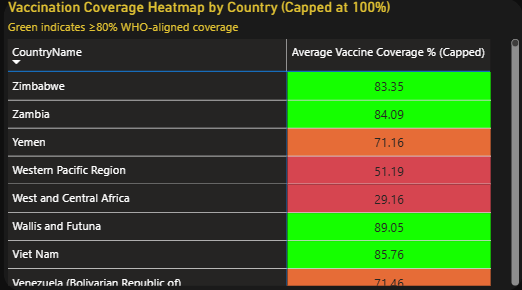 Vaccination Coverage Heatmap by Country (Capped at 100%)
Green indicates ≥80% WHO-aligned coverage
CountryName Average Vaccine Coverage % (Capped)
Zimbabwe 83.35
Zambia 84.09
Yemen 71.16
Western Pacific Region 51.19
West and Central Africa 29.16
Wallis and Futuna 89.05
Viet Nam 85.76
Venezuela (Bolivarian Republic of) 71.46